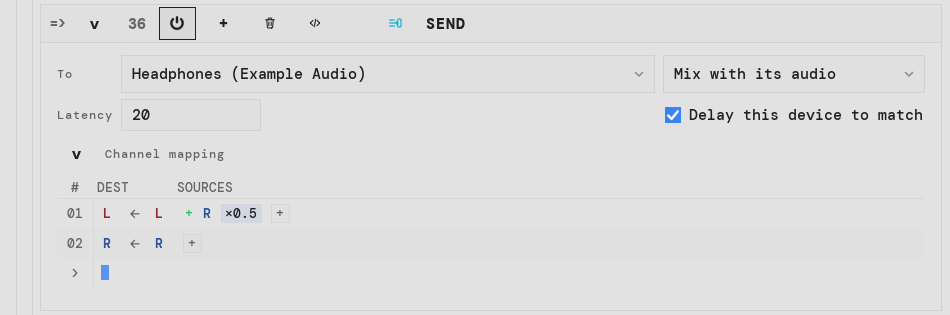 => v 36 + </> SEND
To Headphones (Example Audio) Mix with its audio
Latency 20 Delay this device to match
v Channel mapping
# DEST SOURCES
01 L ← L + R ×0.5 +
02 R ← R +
>